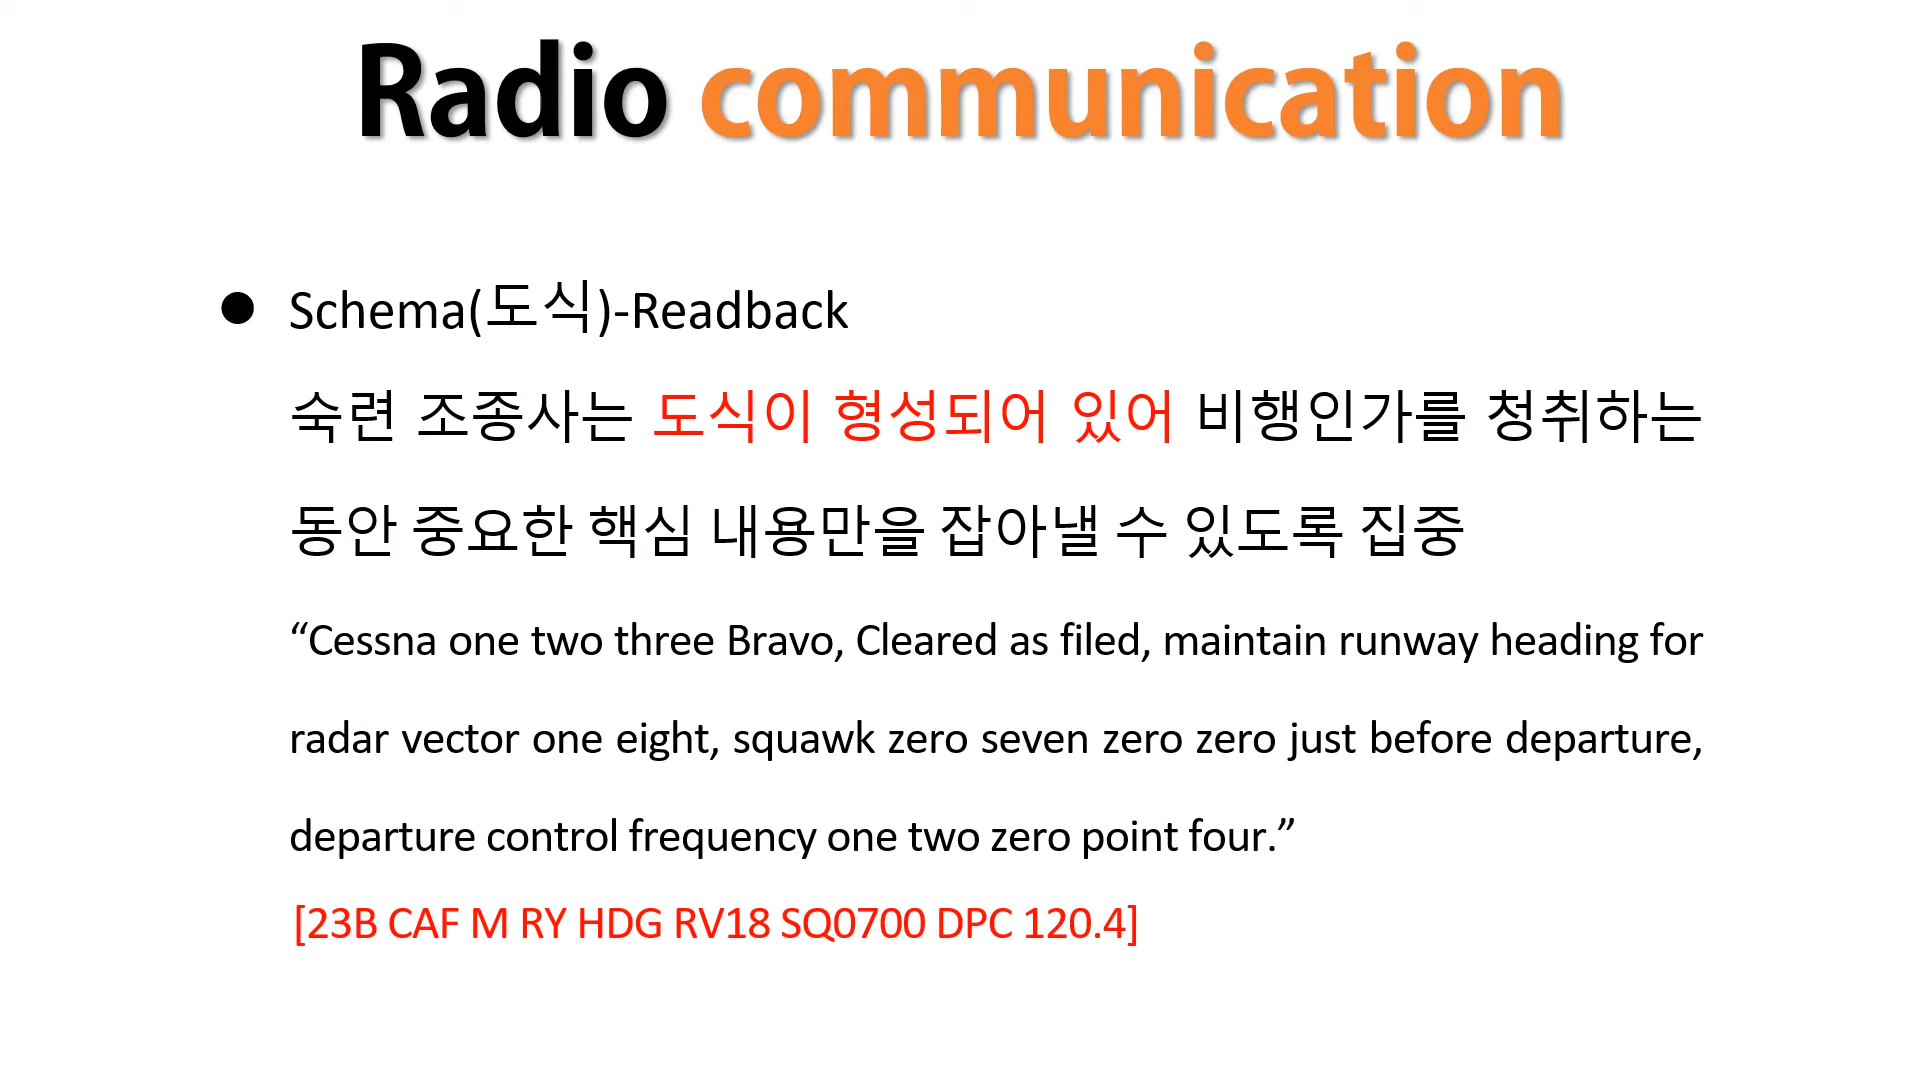 Radio communication
● Schema(도식)-Readback
숙련 조종사는 도식이 형성되어 있어 비행인가를 청취하는
동안 중요한 핵심 내용만을 잡아낼 수 있도록 집중
“Cessna one two three Bravo, Cleared as filed, maintain runway heading for
radar vector one eight, squawk zero seven zero zero just before departure,
departure control frequency one two zero point four.”
[23B CAF M RY HDG RV18 SQ0700 DPC 120.4]